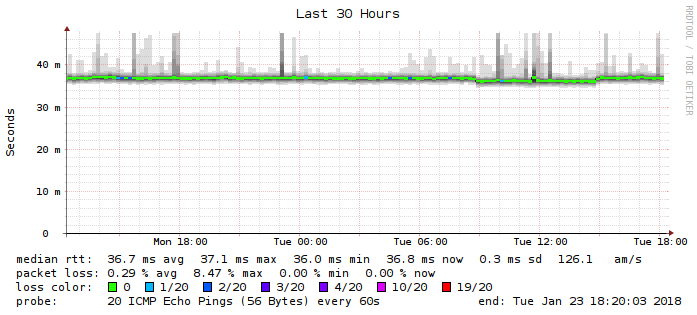 Last 30 Hours
RRDTOOL / TOBI OETIKER
Seconds
40 m
30 m
20 m
10 m
0
Mon 18:00 Tue 00:00 Tue 06:00 Tue 12:00 Tue 18:00
median rtt: 36.7 ms avg 37.1 ms max 36.0 ms min 36.8 ms now 0.3 ms sd 126.1 am/s
packet loss: 0.29 % avg 8.47 % max 0.00 % min 0.00 % now
loss color: 0 1/20 2/20 3/20 4/20 10/20 19/20
probe: 20 ICMP Echo Pings (56 Bytes) every 60s end: Tue Jan 23 18:20:03 2018